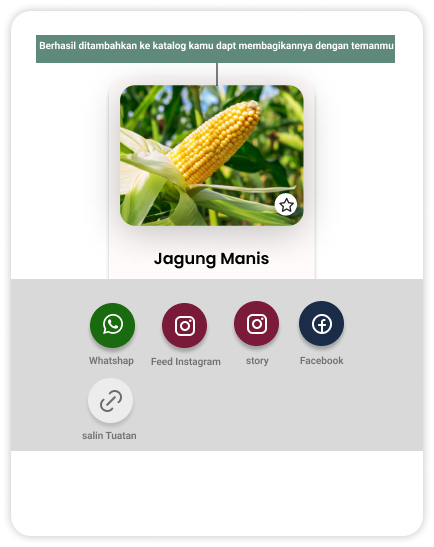 Berhasil ditambahkan ke katalog kamu dapt membagikannya dengan temanmu
Jagung Manis
Whatshap
Feed Instagram
story
Facebook
salin Tuatan